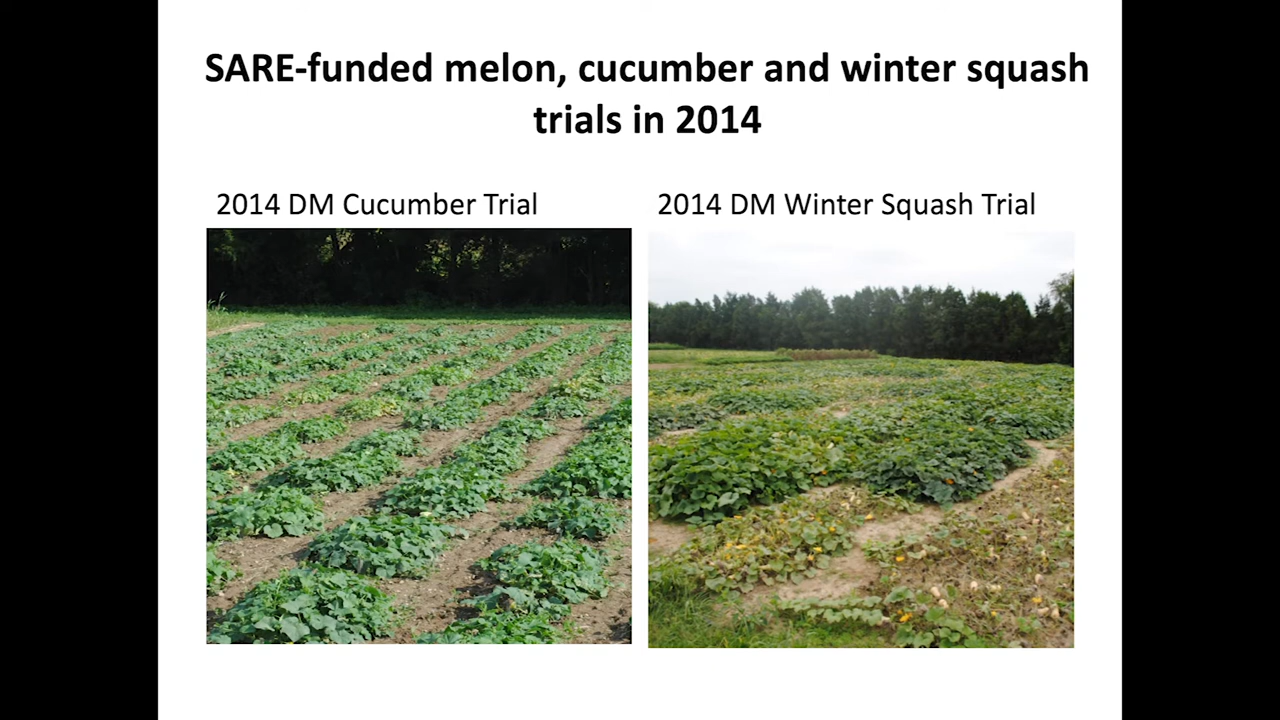 SARE-funded melon, cucumber and winter squash
trials in 2014
2014 DM Cucumber Trial
2014 DM Winter Squash Trial